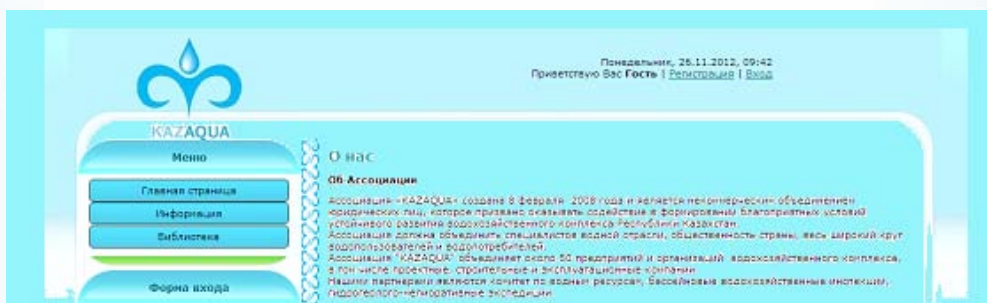 Понедельник, 26.11.2012, 09:42
Приветствую Вас Гость | Регистрация | Вход
KAZAQUA
Меню
Главная страница
Информация
Библиотека
Форма входа
О нас
Об Ассоциации
Ассоциация «KAZAQUA» создана 8 февраля 2008 года и является некоммерческим объединением
юридических лиц, которое призвано оказывать содействие в формировании благоприятных условий
устойчивого развития водохозяйственного комплекса Республики Казахстан.
Ассоциация должна объединить специалистов водной отрасли, общественность страны, весь широкий круг
водопользователей и водопотребителей.
Ассоциация "KAZAQUA" объединяет около 50 предприятий и организаций водохозяйственного комплекса,
в том числе проектные, строительные и эксплуатационные компании
Нашими партнерами являются комитет по водным ресурсам, бассейновые водохозяйственные инспекции,
гидрогеолого-мелиоративные экспедиции